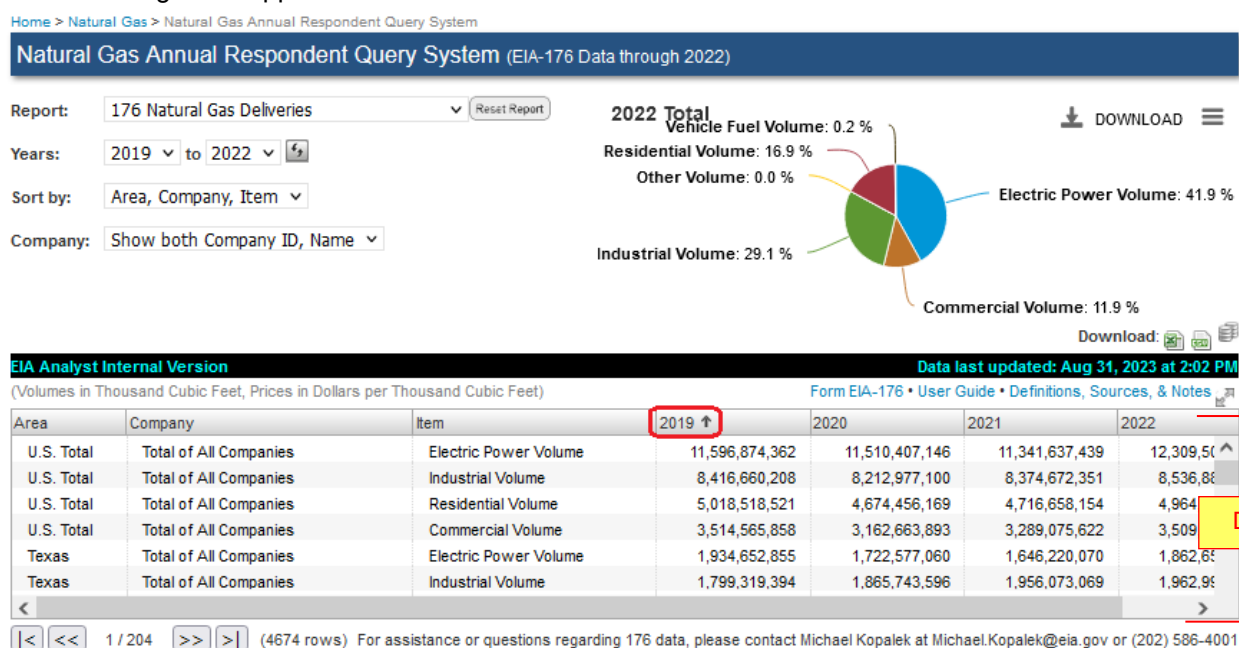 Home > Natural Gas > Natural Gas Annual Respondent Query System
Natural Gas Annual Respondent Query System (EIA-176 Data through 2022)
Report: 176 Natural Gas Deliveries Reset Report
Years: 2019 to 2022
Sort by: Area, Company, Item
Company: Show both Company ID, Name
2022 Total
DOWNLOAD
Vehicle Fuel Volume: 0.2 %
Residential Volume: 16.9 %
Other Volume: 0.0 %
Electric Power Volume: 41.9 %
Industrial Volume: 29.1 %
Commercial Volume: 11.9 %
Download:
EIA Analyst Internal Version Data last updated: Aug 31, 2023 at 2:02 PM
(Volumes in Thousand Cubic Feet, Prices in Dollars per Thousand Cubic Feet) Form EIA-176 • User Guide • Definitions, Sources, & Notes
Area Company Item 2019 ↑ 2020 2021 2022
U.S. Total Total of All Companies Electric Power Volume 11,596,874,362 11,510,407,146 11,341,637,439 12,309,50
U.S. Total Total of All Companies Industrial Volume 8,416,660,208 8,212,977,100 8,374,672,351 8,536,88
U.S. Total Total of All Companies Residential Volume 5,018,518,521 4,674,456,169 4,716,658,154 4,964
U.S. Total Total of All Companies Commercial Volume 3,514,565,858 3,162,663,893 3,289,075,622 3,509
Texas Total of All Companies Electric Power Volume 1,934,652,855 1,722,577,060 1,646,220,070 1,862,65
Texas Total of All Companies Industrial Volume 1,799,319,394 1,865,743,596 1,956,073,069 1,962,99
|< << 1 / 204 >> >| (4674 rows) For assistance or questions regarding 176 data, please contact Michael Kopalek at Michael.Kopalek@eia.gov or (202) 586-4001